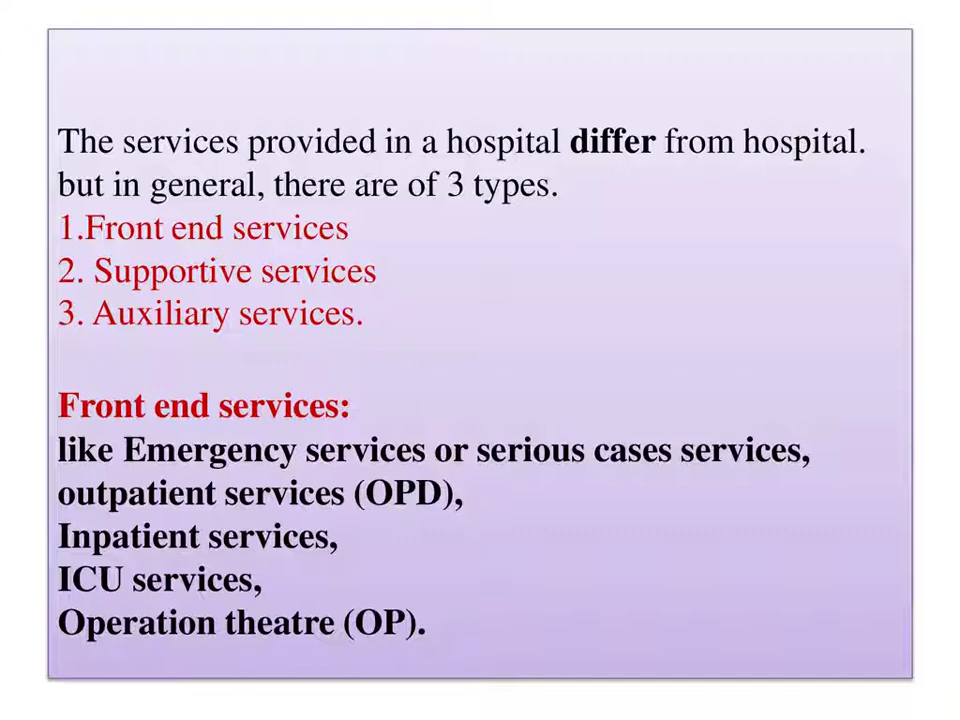 The services provided in a hospital differ from hospital.
but in general, there are of 3 types.
1.Front end services
2. Supportive services
3. Auxiliary services.
Front end services:
like Emergency services or serious cases services,
outpatient services (OPD),
Inpatient services,
ICU services,
Operation theatre (OP).